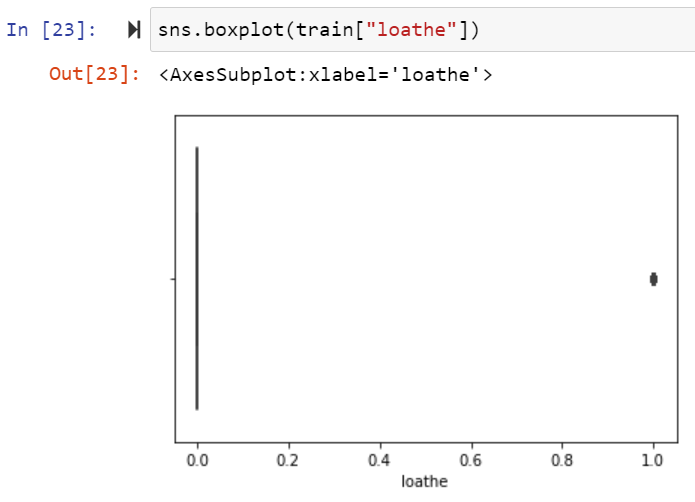 In [23]: sns.boxplot(train["loathe"])
Out[23]: <AxesSubplot:xlabel='loathe'>
0.0 0.2 0.4 0.6 0.8 1.0
loathe